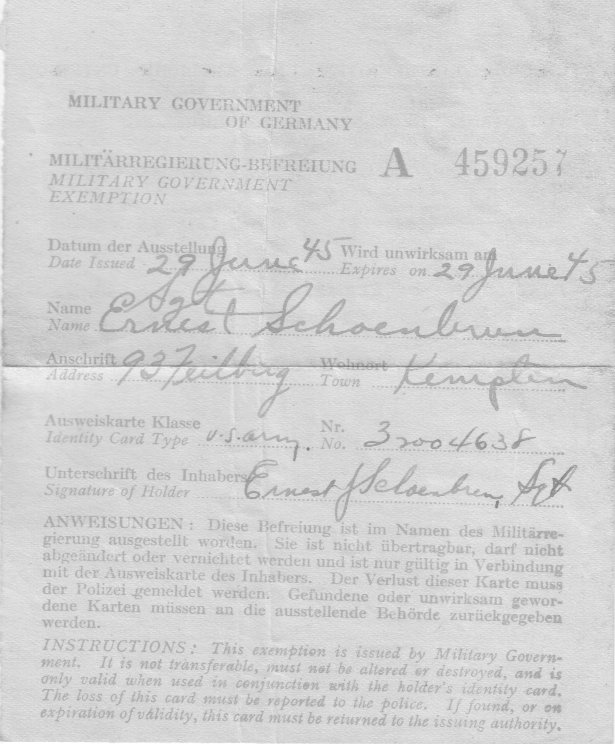 MILITARY GOVERNMENT
OF GERMANY
MILITÄRREGIERUNG-BEFREIUNG A 459257
MILITARY GOVERNMENT
EXEMPTION
Datum der Ausstellung Wird unwirksam am
Date Issued 29 June 45 Expires on 29 June 45
Name Sgt
Name Ernest Schoenbrun
Anschrift Wohnort
Address 93 Town Kempten
Ausweiskarte Klasse Nr.
Identity Card Type U.S. army. No. 32004638
Unterschrift des Inhabers
Signature of Holder Ernest J Schoenbrun, Sgt
ANWEISUNGEN : Diese Befreiung ist im Namen des Militärre-
gierung ausgestellt worden. Sie ist nicht übertragbar, darf nicht
abgeändert oder vernichtet werden und ist nur gültig in Verbindung
mit der Ausweiskarte des Inhabers. Der Verlust dieser Karte muss
der Polizei gemeldet werden. Gefundene oder unwirksam gewor-
dene Karten müssen an die ausstellende Behörde zurückgegeben
werden.
INSTRUCTIONS : This exemption is issued by Military Govern-
ment. It is not transferable, must not be altered or destroyed, and is
only valid when used in conjunction with the holder's identity card.
The loss of this card must be reported to the police. If found, or on
expiration of validity, this card must be returned to the issuing authority.